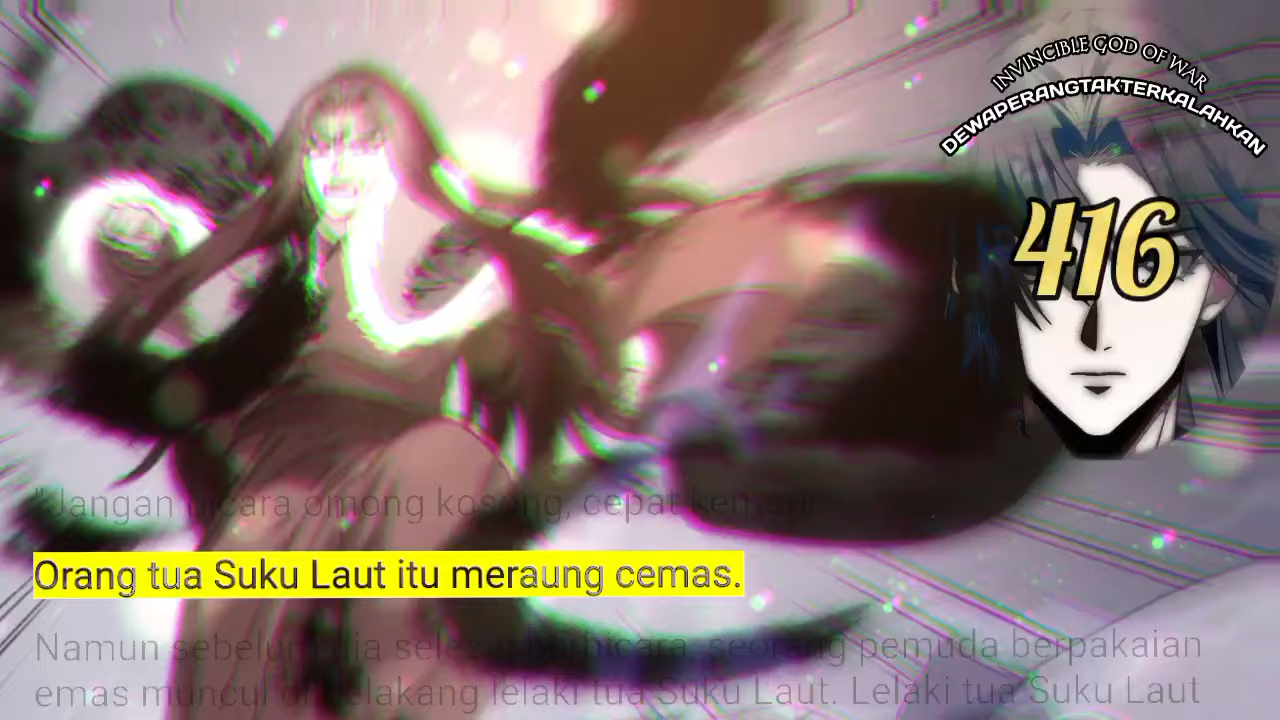 INVINCIBLE GOD OF WAR
DEWAPERANGTAKTERKALAHKAN
416
"Jangan bicara omong kosong, cepat
Orang tua Suku Laut itu meraung cemas.
Namun sebelum dia selesai berbicara, seorang pemuda berpakaian
emas muncul di belakang lelaki tua Suku Laut. Lelaki tua Suku Laut